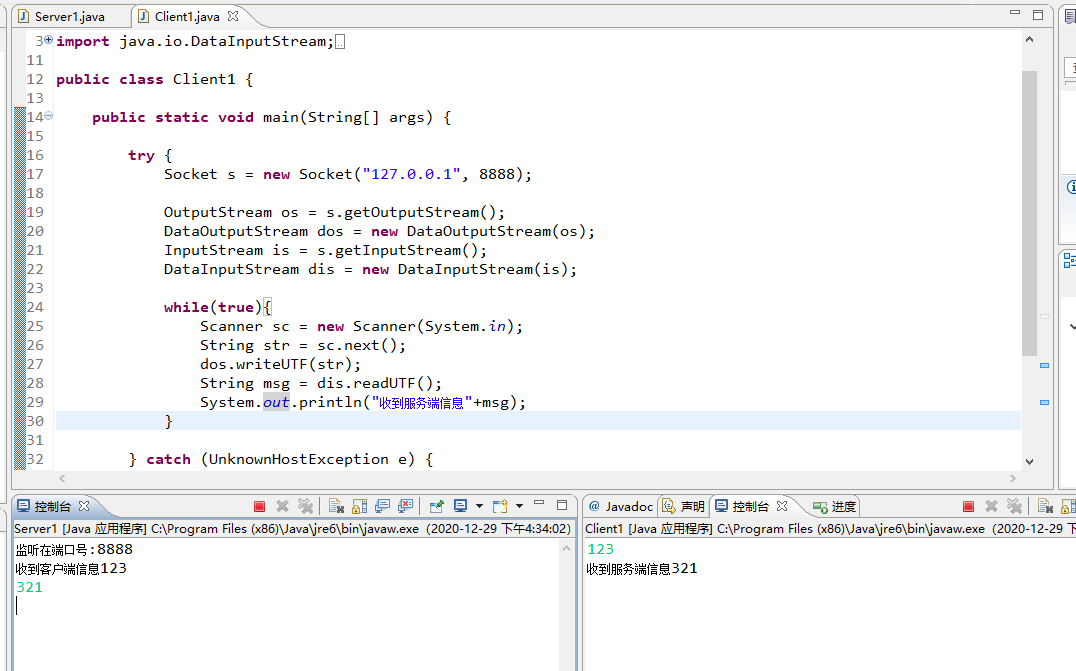 Server1.java Client1.java
3 import java.io.DataInputStream;
11
12 public class Client1 {
13
14 public static void main(String[] args) {
15
16 try {
17 Socket s = new Socket("127.0.0.1", 8888);
18
19 OutputStream os = s.getOutputStream();
20 DataOutputStream dos = new DataOutputStream(os);
21 InputStream is = s.getInputStream();
22 DataInputStream dis = new DataInputStream(is);
23
24 while(true){
25 Scanner sc = new Scanner(System.in);
26 String str = sc.next();
27 dos.writeUTF(str);
28 String msg = dis.readUTF();
29 System.out.println("收到服务端信息"+msg);
30 }
31
32 } catch (UnknownHostException e) {
控制台
Server1 [Java 应用程序] C:\Program Files (x86)\Java\jre6\bin\javaw.exe (2020-12-29 下午4:34:02)
监听在端口号:8888
收到客户端信息123
321
@ Javadoc 声明 控制台 进度
Client1 [Java 应用程序] C:\Program Files (x86)\Java\jre6\bin\javaw.exe (2020-12-29 下
123
收到服务端信息321